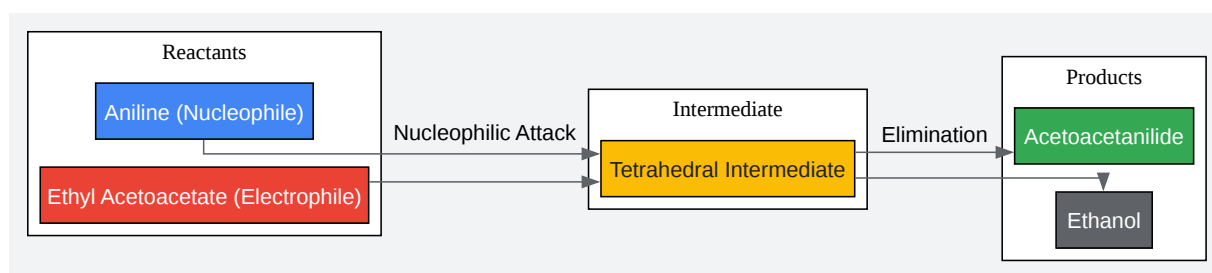 Reactants
Aniline (Nucleophile)
Ethyl Acetoacetate (Electrophile)
Nucleophilic Attack
Intermediate
Tetrahedral Intermediate
Elimination
Products
Acetoacetanilide
Ethanol